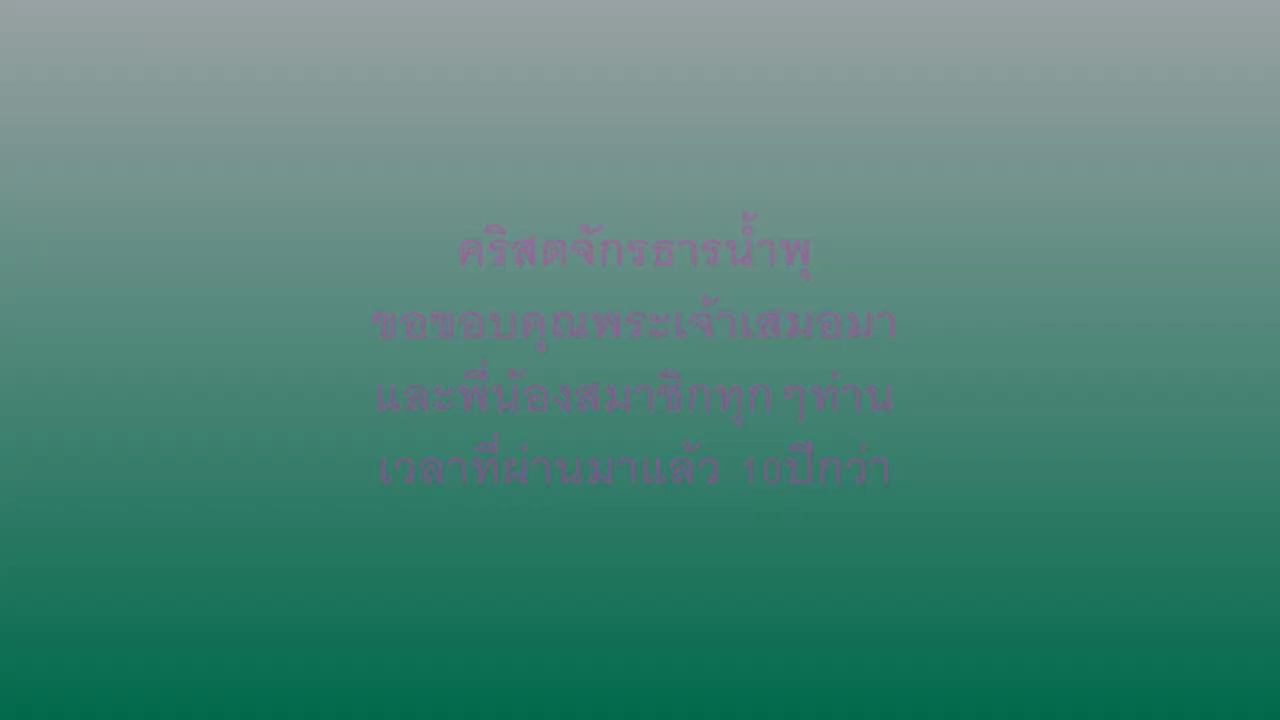 คริสตจักรธารน้ำพุ
ขอขอบคุณพระเจ้าเสมอมา
และพี่น้องสมาชิกทุกๆท่าน
เวลาที่ผ่านมาแล้ว 10ปีกว่า